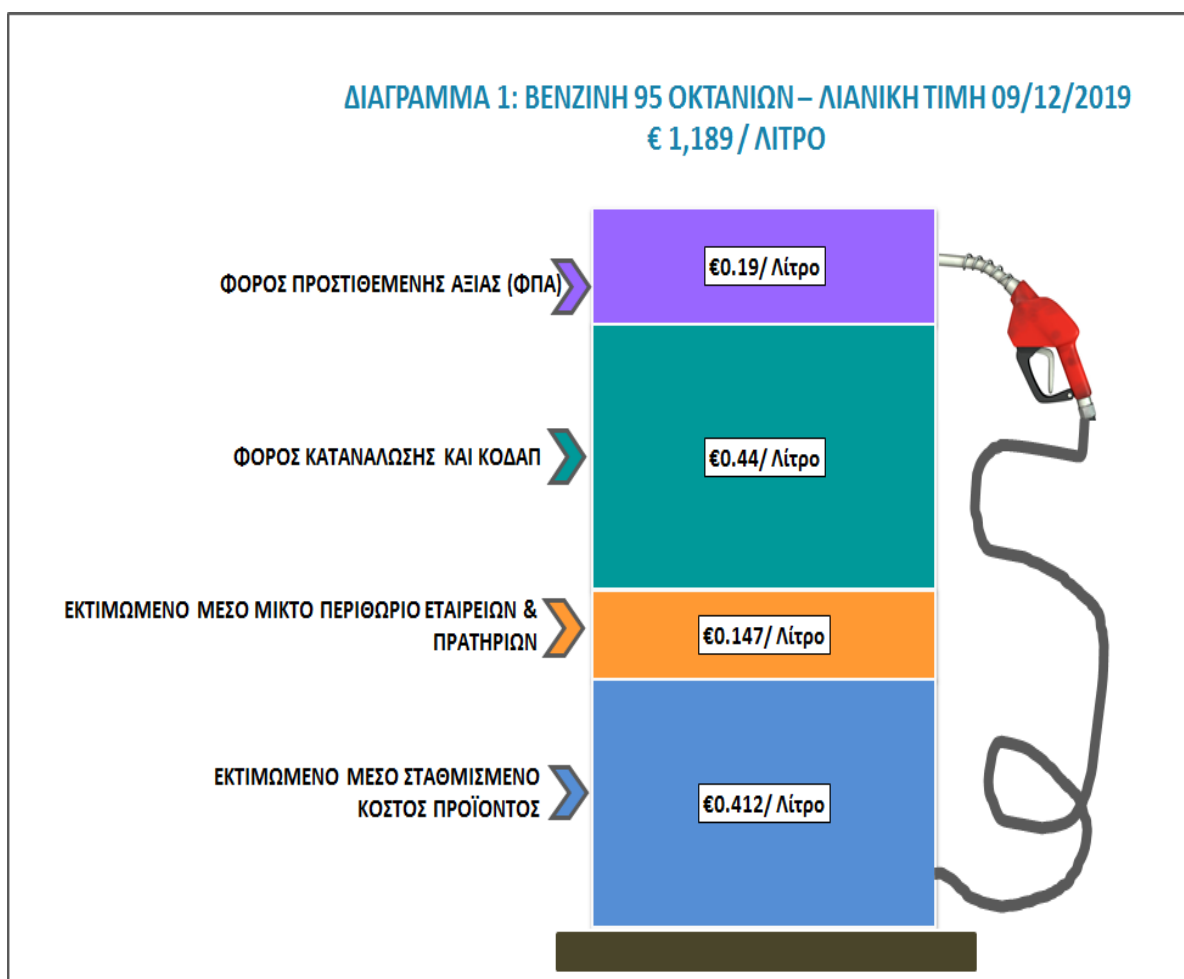 ΔΙΑΓΡΑΜΜΑ 1: ΒΕΝΖΙΝΗ 95 ΟΚΤΑΝΙΩΝ – ΛΙΑΝΙΚΗ ΤΙΜΗ 09/12/2019
€ 1,189 / ΛΙΤΡΟ
€0.19/ Λίτρο
ΦΟΡΟΣ ΠΡΟΣΤΙΘΕΜΕΝΗΣ ΑΞΙΑΣ (ΦΠΑ)
ΦΟΡΟΣ ΚΑΤΑΝΑΛΩΣΗΣ ΚΑΙ ΚΟΔΑΠ
€0.44/ Λίτρο
ΕΚΤΙΜΩΜΕΝΟ ΜΕΣΟ ΜΙΚΤΟ ΠΕΡΙΘΩΡΙΟ ΕΤΑΙΡΕΙΩΝ &
ΠΡΑΤΗΡΙΩΝ
€0.147/ Λίτρο
ΕΚΤΙΜΩΜΕΝΟ ΜΕΣΟ ΣΤΑΘΜΙΣΜΕΝΟ
ΚΟΣΤΟΣ ΠΡΟΪΟΝΤΟΣ
€0.412/ Λίτρο